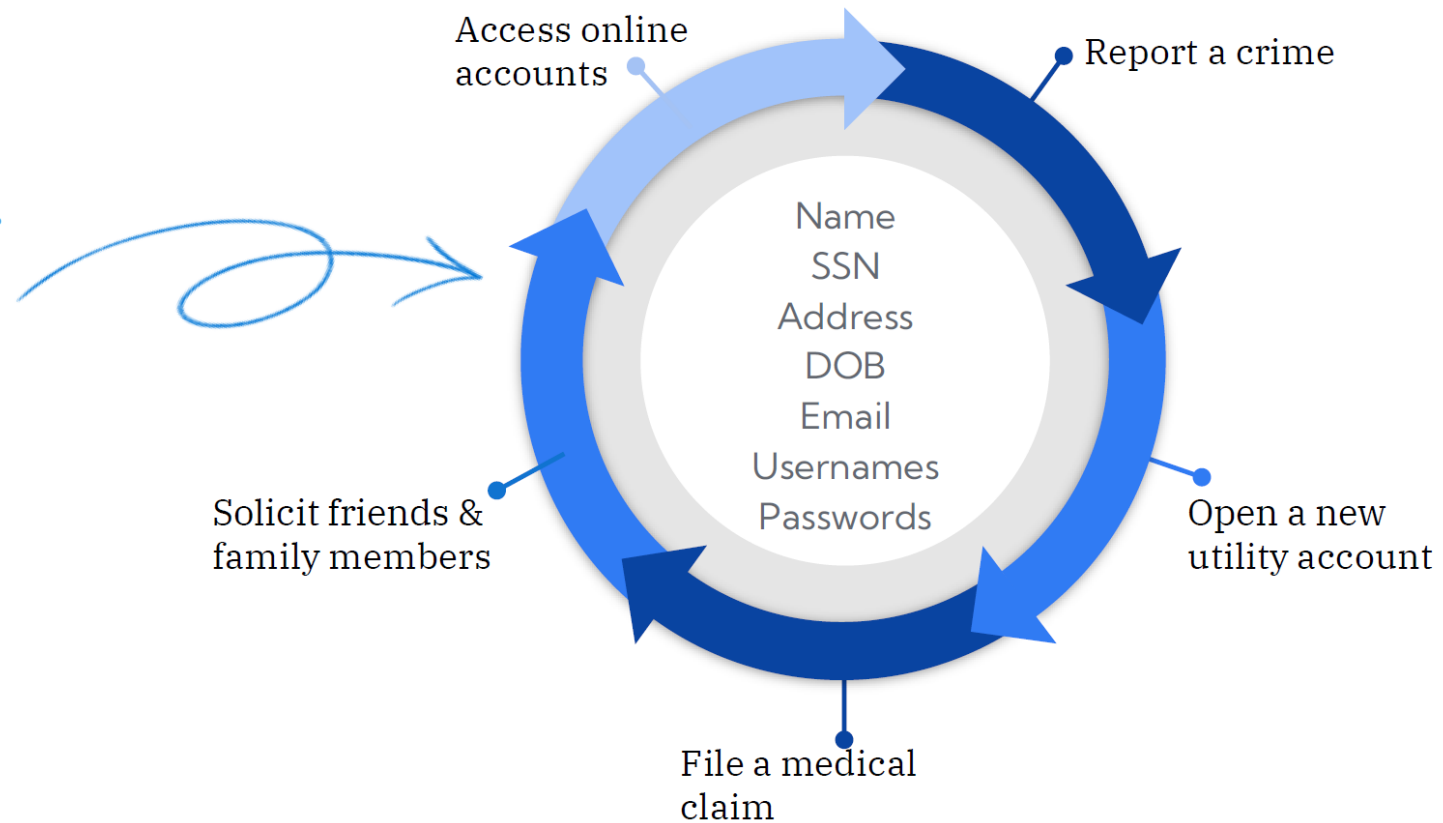 Access online
accounts
Report a crime
Name
SSN
Address
DOB
Email
Usernames
Passwords
Solicit friends &
family members
Open a new
utility account
File a medical
claim